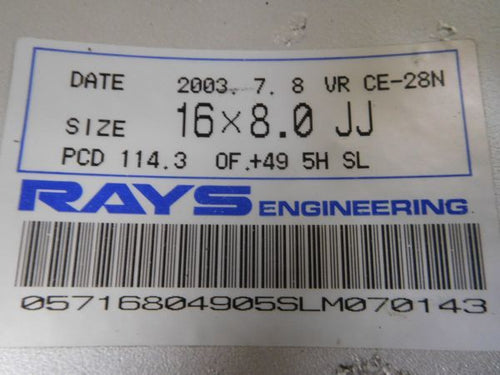 DATE 2003. 7. 8 VR CE-28N
SIZE 16×8.0 JJ
PCD 114.3 OF.+49 5H SL
RAYS ENGINEERING
05716804905SLM070143